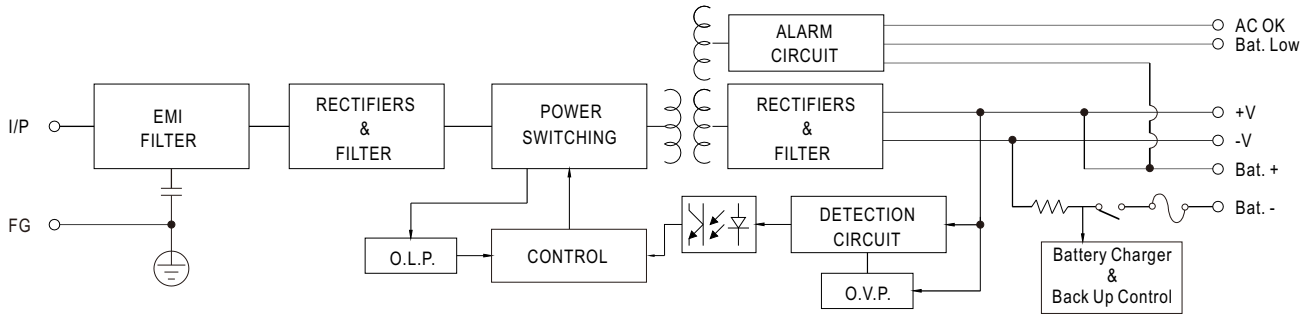 ALARM
CIRCUIT
AC OK
Bat. Low
I/P
EMI
FILTER
RECTIFIERS
&
FILTER
POWER
SWITCHING
RECTIFIERS
&
FILTER
+V
-V
Bat. +
Bat. -
FG
O.L.P.
CONTROL
DETECTION
CIRCUIT
O.V.P.
Battery Charger
&
Back Up Control